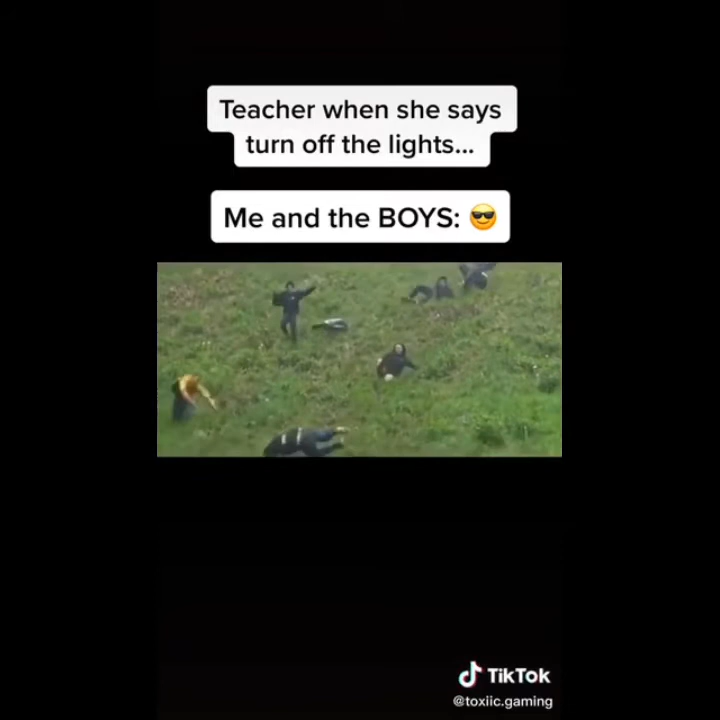 Teacher when she says
turn off the lights...
Me and the BOYS: 😎
TikTok
@toxiic.gaming